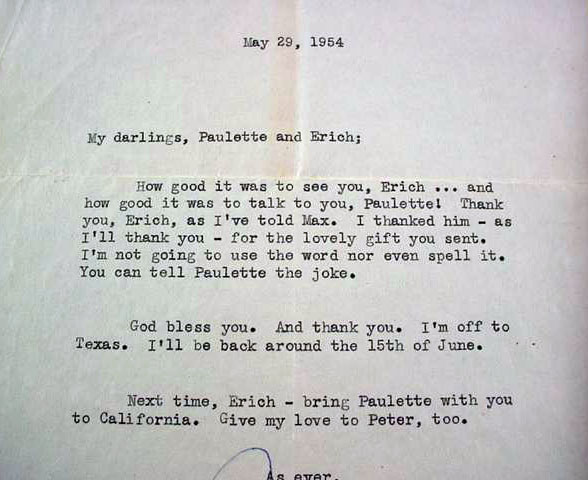 May 29, 1954
My darlings, Paulette and Erich;
How good it was to see you, Erich ... and
how good it was to talk to you, Paulette! Thank
you, Erich, as I've told Max. I thanked him - as
I'll thank you - for the lovely gift you sent.
I'm not going to use the word nor even spell it.
You can tell Paulette the joke.
God bless you. And thank you. I'm off to
Texas. I'll be back around the 15th of June.
Next time, Erich - bring Paulette with you
to California. Give my love to Peter, too.
As ever,